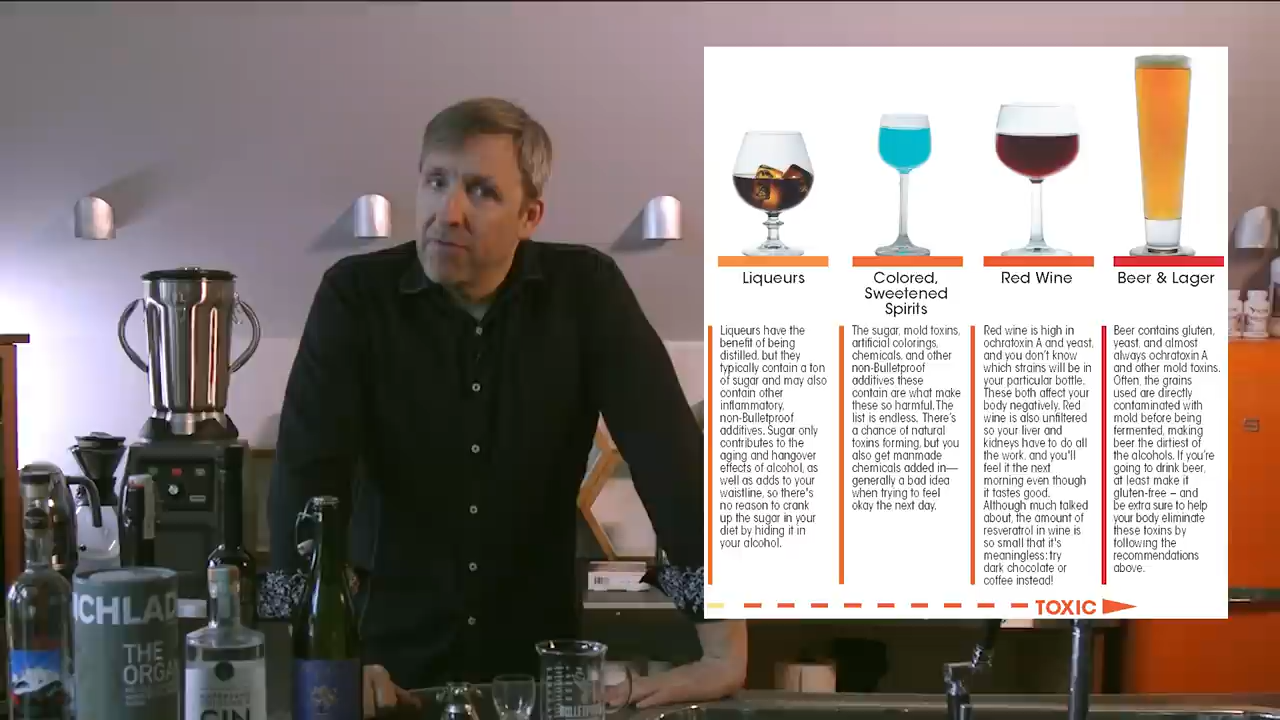 Liqueurs
Colored,
Sweetened
Spirits
Red Wine
Beer & Lager
Liqueurs have the
benefit of being
distilled, but they
typically contain a ton
of sugar and may also
contain other
inflammatory,
non-Bulletproof
additives. Sugar only
contributes to the
aging and hangover
effects of alcohol, as
well as adds to your
waistline, so there's
no reason to crank
up the sugar in your
diet by hiding it in
your alcohol.
The sugar, mold toxins,
artificial colorings,
chemicals, and other
non-Bulletproof
additives these
contain are what make
these so harmful. The
list is endless. There's
a chance of natural
toxins forming, but you
also get manmade
chemicals added in—
generally a bad idea
when trying to feel
okay the next day.
Red wine is high in
ochratoxin A and yeast,
and you don't know
which strains will be in
your particular bottle.
These both affect your
body negatively. Red
wine is also unfiltered
so your liver and
kidneys have to do all
the work, and you'll
feel it the next
morning even though
it tastes good.
Although much talked
about, the amount of
resveratrol in wine is
so small that it's
meaningless; try
dark chocolate or
coffee instead!
Beer contains gluten,
yeast, and almost
always ochratoxin A
and other mold toxins.
Often, the grains
used are directly
contaminated with
mold before being
fermented, making
beer the dirtiest of
the alcohols. If you're
going to drink beer,
at least make it
gluten-free – and
be extra sure to help
your body eliminate
these toxins by
following the
recommendations
above.
TOXIC
ICHLAD
THE
ORGA
GIN
BULLETPROOF